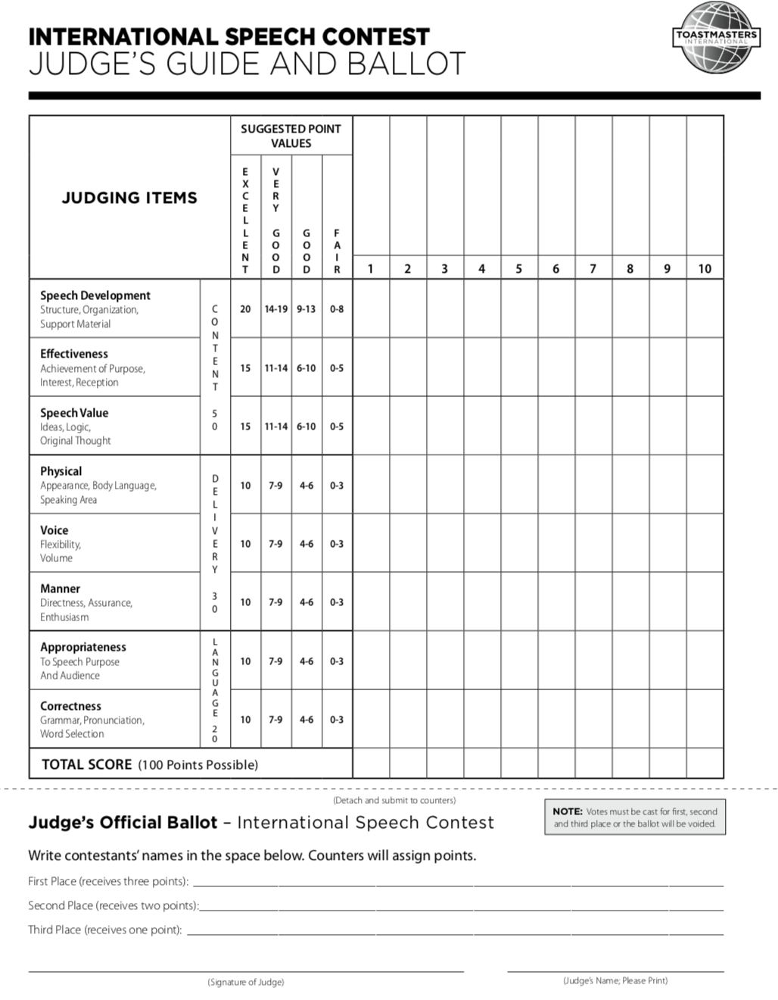 INTERNATIONAL SPEECH CONTEST
JUDGE'S GUIDE AND BALLOT
TOASTMASTERS
INTERNATIONAL
JUDGING ITEMS
SUGGESTED POINT
VALUES
EXCELLENT
VERY GOOD
GOOD
FAIR
1 2 3 4 5 6 7 8 9 10
CONTENT 50
Speech Development
Structure, Organization,
Support Material
20 14-19 9-13 0-8
Effectiveness
Achievement of Purpose,
Interest, Reception
15 11-14 6-10 0-5
Speech Value
Ideas, Logic,
Original Thought
15 11-14 6-10 0-5
DELIVERY 30
Physical
Appearance, Body Language,
Speaking Area
10 7-9 4-6 0-3
Voice
Flexibility,
Volume
10 7-9 4-6 0-3
Manner
Directness, Assurance,
Enthusiasm
10 7-9 4-6 0-3
LANGUAGE 20
Appropriateness
To Speech Purpose
And Audience
10 7-9 4-6 0-3
Correctness
Grammar, Pronunciation,
Word Selection
10 7-9 4-6 0-3
TOTAL SCORE (100 Points Possible)
(Detach and submit to counters)
Judge's Official Ballot – International Speech Contest
NOTE: Votes must be cast for first, second
and third place or the ballot will be voided.
Write contestants' names in the space below. Counters will assign points.
First Place (receives three points):
Second Place (receives two points):
Third Place (receives one point):
(Signature of Judge)
(Judge's Name; Please Print)